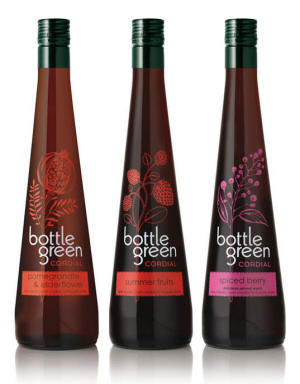 bottle
green
CORDIAL
pomegranate
& elderflower
bottle
green
CORDIAL
summer fruits
bottle
green
CORDIAL
spiced berry